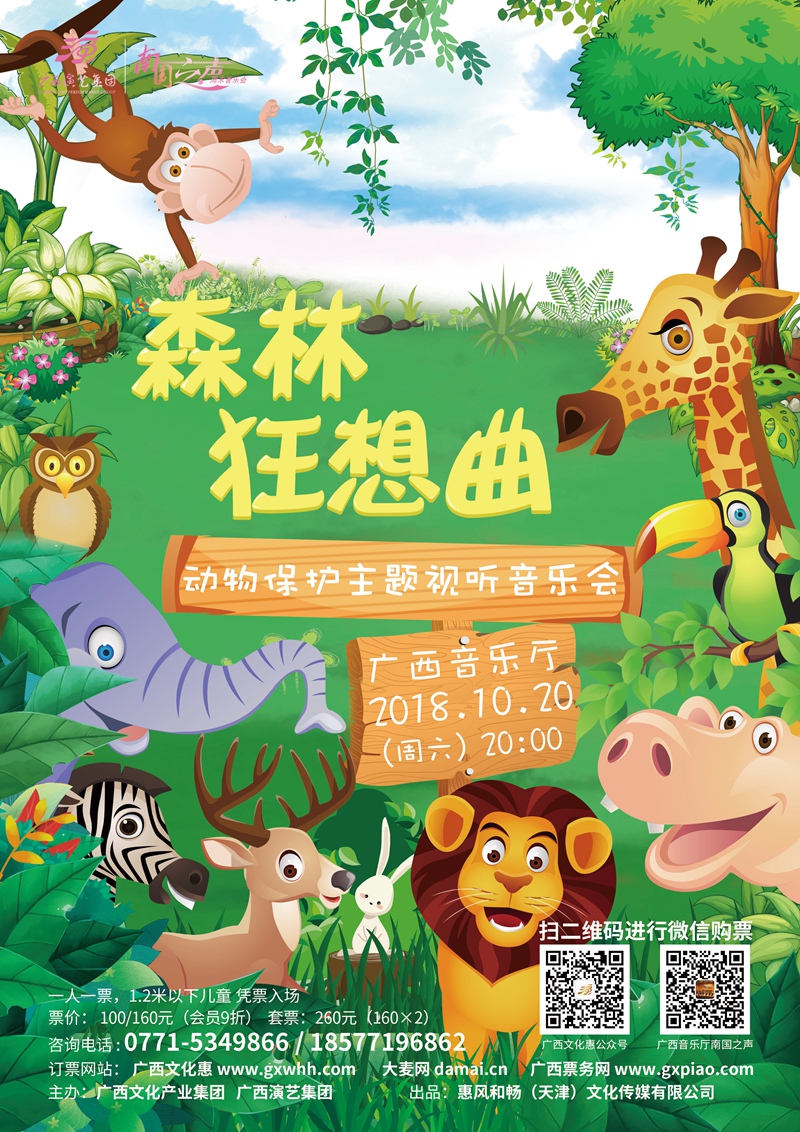 演艺集团
南国之声
森林
狂想曲
动物保护主题视听音乐会
广西音乐厅
2018.10.20
(周六) 20:00
扫二维码进行微信购票
广西文化惠公众号 广西音乐厅南国之声
一人一票，1.2米以下儿童 凭票入场
票价： 100/160元（会员9折） 套票：260元（160×2）
咨询电话：0771-5349866 / 18577196862
订票网站： 广西文化惠 www.gxwhh.com 大麦网 damai.cn 广西票务网 www.gxpiao.com
主办：广西文化产业集团 广西演艺集团 出品：惠风和畅（天津）文化传媒有限公司